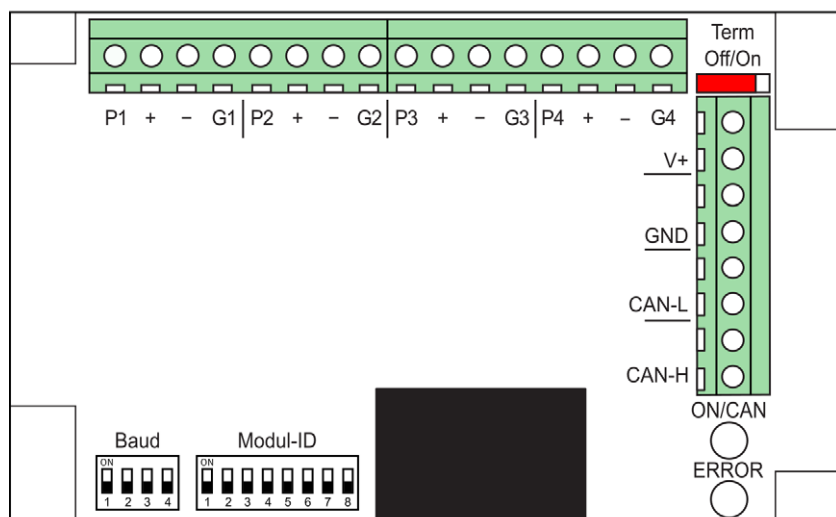 Term
Off/On
P1 + − G1 P2 + − G2 P3 + − G3 P4 + − G4
V+
GND
CAN-L
CAN-H
ON/CAN
ERROR
Baud
ON
1 2 3 4
Modul-ID
ON
1 2 3 4 5 6 7 8